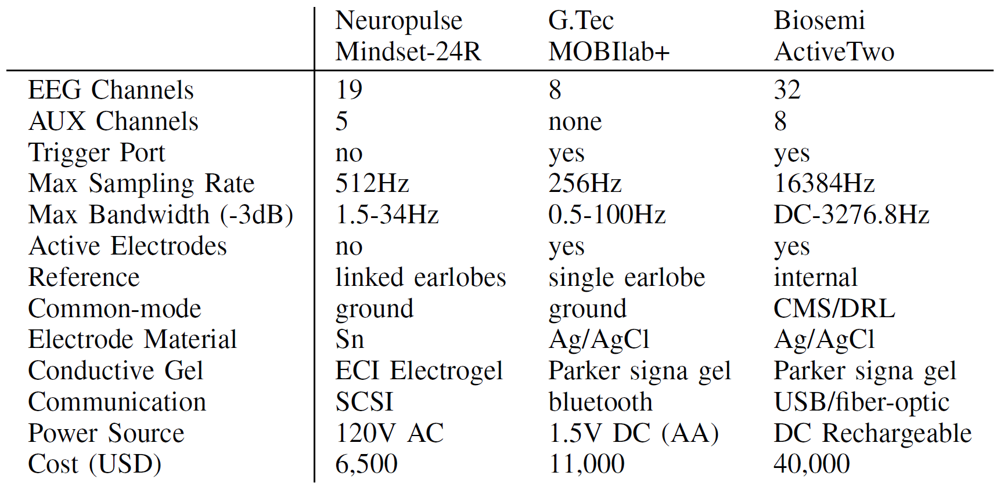 Neuropulse G.Tec Biosemi
Mindset-24R MOBIlab+ ActiveTwo
EEG Channels 19 8 32
AUX Channels 5 none 8
Trigger Port no yes yes
Max Sampling Rate 512Hz 256Hz 16384Hz
Max Bandwidth (-3dB) 1.5-34Hz 0.5-100Hz DC-3276.8Hz
Active Electrodes no yes yes
Reference linked earlobes single earlobe internal
Common-mode ground ground CMS/DRL
Electrode Material Sn Ag/AgCl Ag/AgCl
Conductive Gel ECI Electrogel Parker signa gel Parker signa gel
Communication SCSI bluetooth USB/fiber-optic
Power Source 120V AC 1.5V DC (AA) DC Rechargeable
Cost (USD) 6,500 11,000 40,000